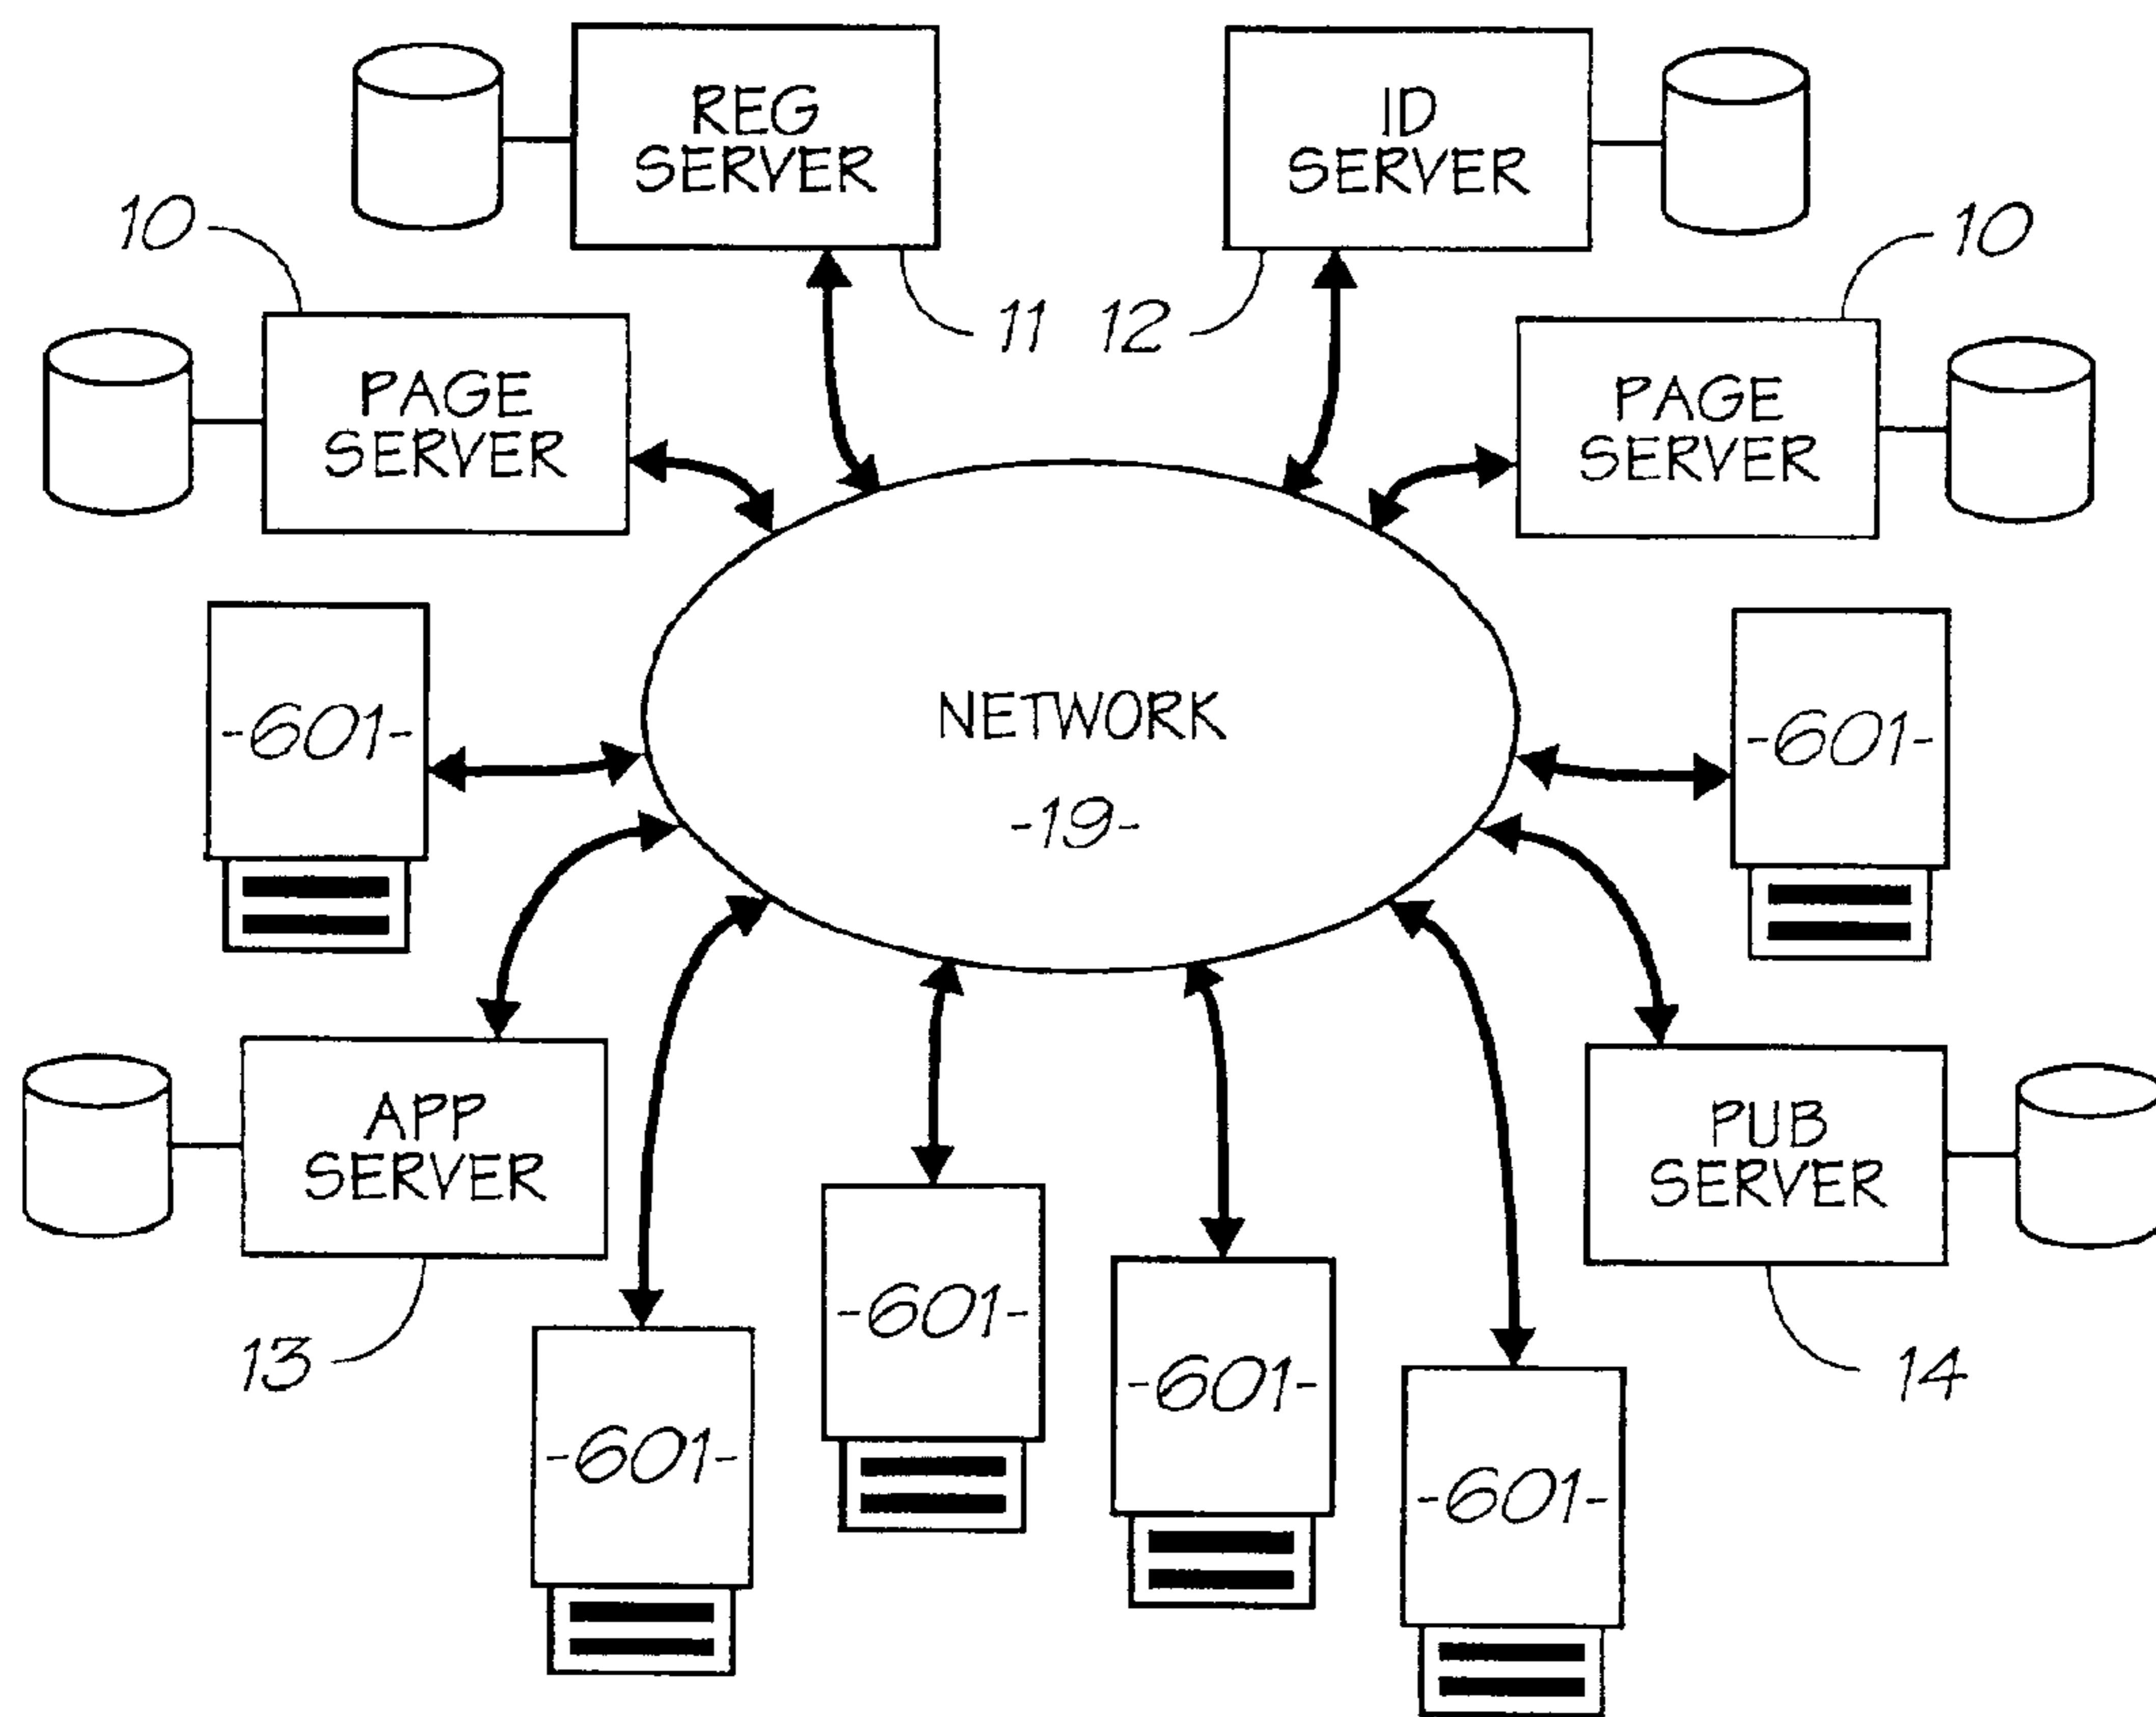 REG
SERVER
ID
SERVER
10
10
11
12
PAGE
SERVER
PAGE
SERVER
-601-
NETWORK
-19-
-601-
APP
SERVER
PUB
SERVER
13
-601-
-601-
-601-
-601-
14